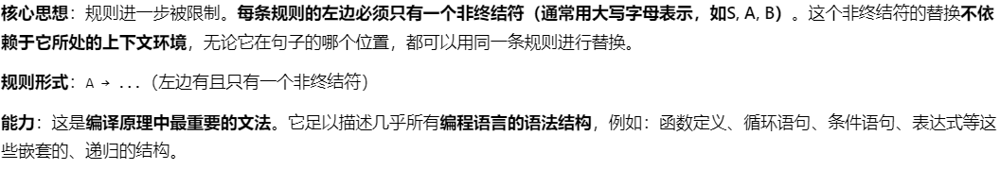 核心思想：规则进一步被限制。每条规则的左边必须只有一个非终结符（通常用大写字母表示，如S, A, B）。这个非终结符的替换不依
赖于它所处的上下文环境，无论它在句子的哪个位置，都可以用同一条规则进行替换。
规则形式：A → ...（左边有且只有一个非终结符）
能力：这是编译原理中最重要的文法。它足以描述几乎所有编程语言的语法结构，例如：函数定义、循环语句、条件语句、表达式等这
些嵌套的、递归的结构。